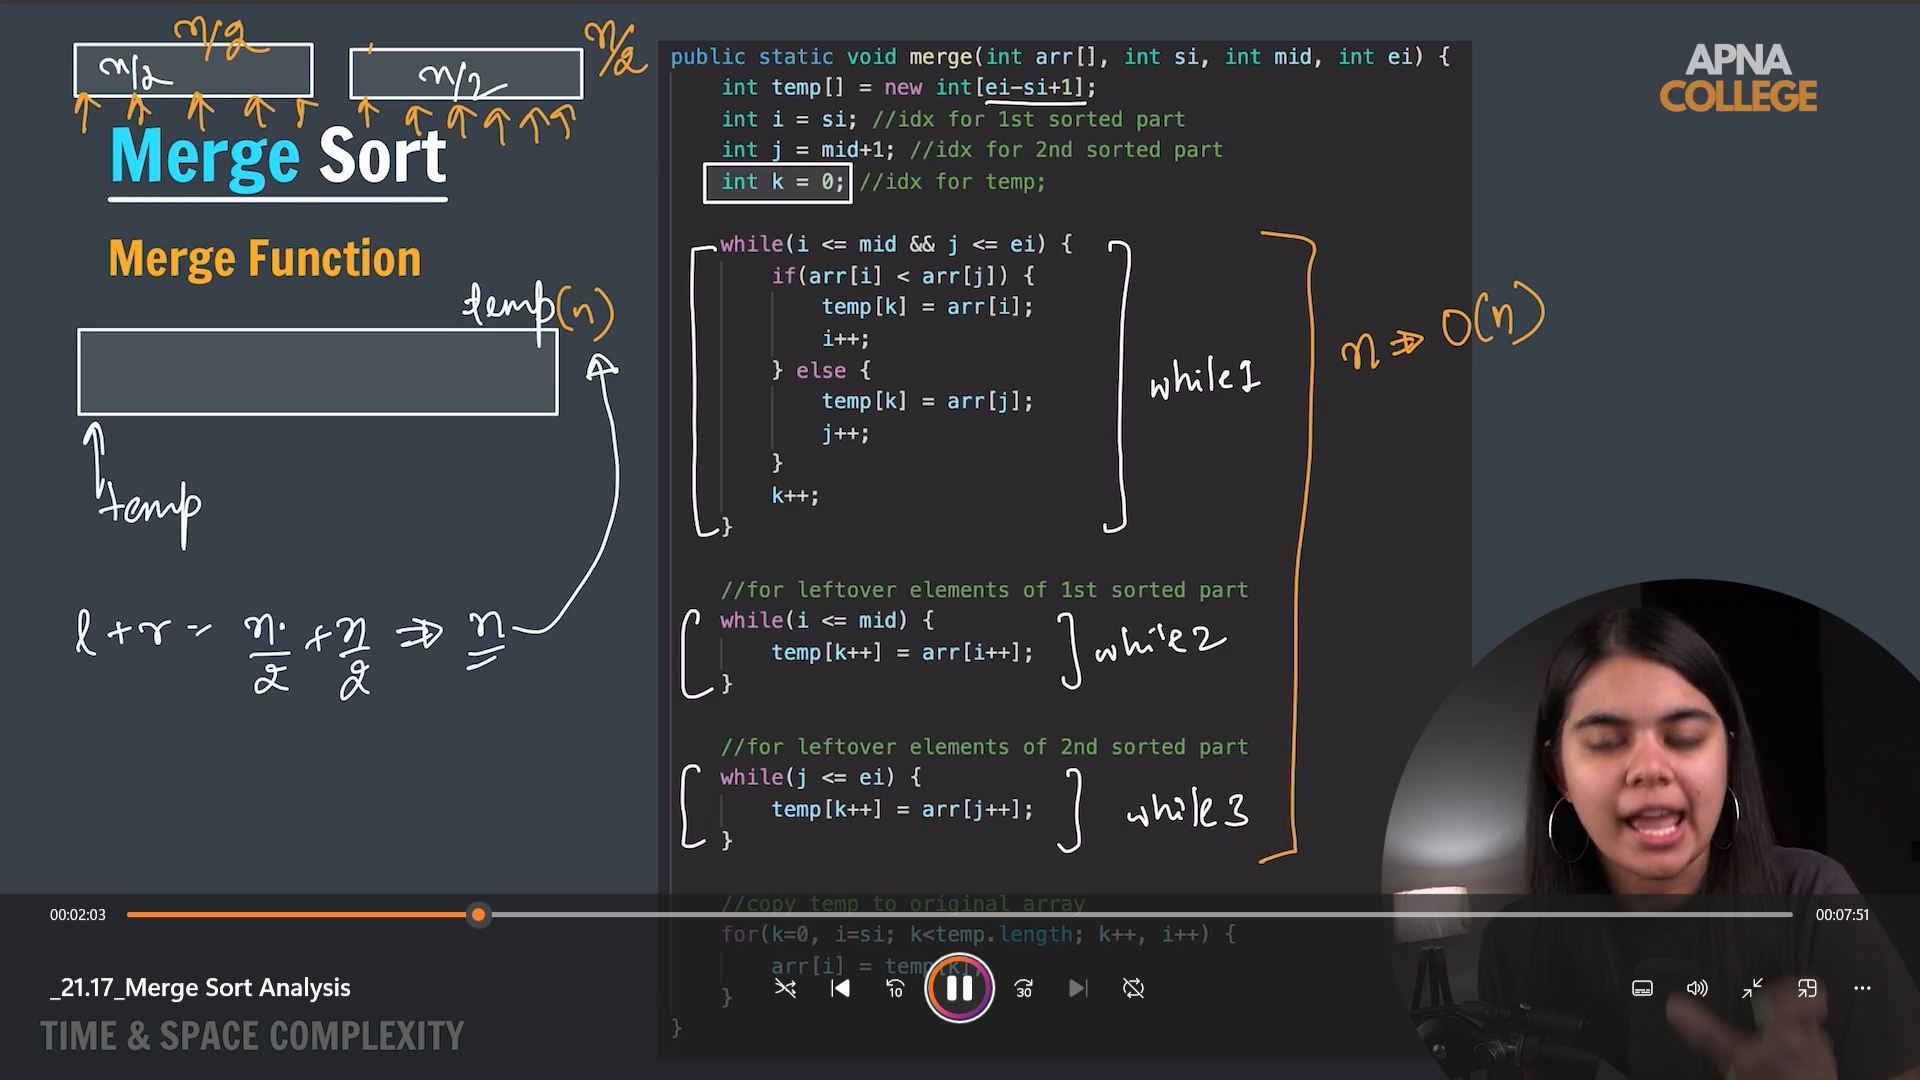 n/2
n/2
n/2
n/2
Merge Sort
Merge Function
temp(n)
temp
l + r = n/2 + n/2 ⇒ n
public static void merge(int arr[], int si, int mid, int ei) {
int temp[] = new int[ei-si+1];
int i = si; //idx for 1st sorted part
int j = mid+1; //idx for 2nd sorted part
int k = 0; //idx for temp;
while(i <= mid && j <= ei) {
if(arr[i] < arr[j]) {
temp[k] = arr[i];
i++;
} else {
temp[k] = arr[j];
j++;
}
k++;
}
while1
n ⇒ O(n)
//for leftover elements of 1st sorted part
while(i <= mid) {
temp[k++] = arr[i++];
}
while2
//for leftover elements of 2nd sorted part
while(j <= ei) {
temp[k++] = arr[j++];
}
while3
//copy temp to original array
for(k=0, i=si; k<temp.length; k++, i++) {
arr[i] = temp[k];
}
}
APNA
COLLEGE
00:02:03
00:07:51
_21.17_Merge Sort Analysis
10
30
TIME & SPACE COMPLEXITY